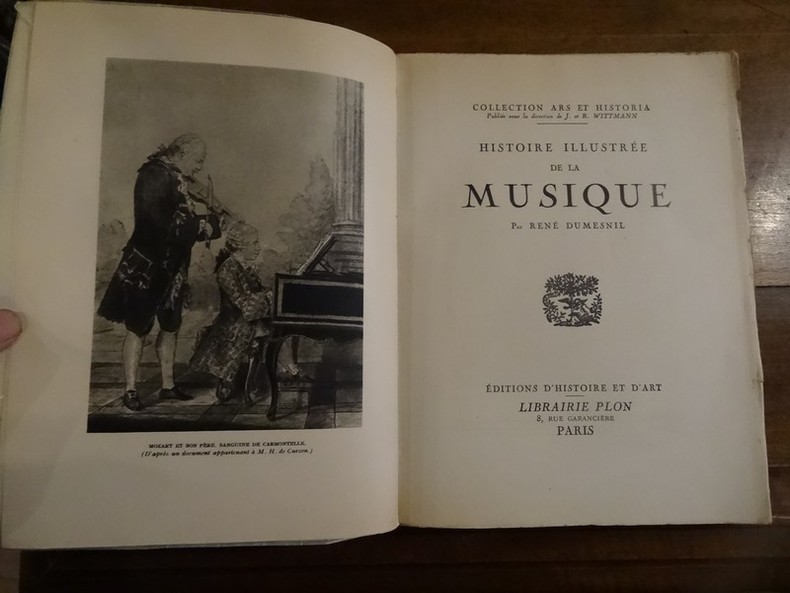 MOZART ET SON PÈRE. SANGUINE DE CARMONTELLE.
(D'après un document appartenant à M. H. de Curzon.)
COLLECTION ARS ET HISTORIA
Publiée sous la direction de J. et R. WITTMANN
HISTOIRE ILLUSTRÉE
DE LA
MUSIQUE
Par RENÉ DUMESNIL
ÉDITIONS D'HISTOIRE ET D'ART
LIBRAIRIE PLON
8, RUE GARANCIÈRE
PARIS